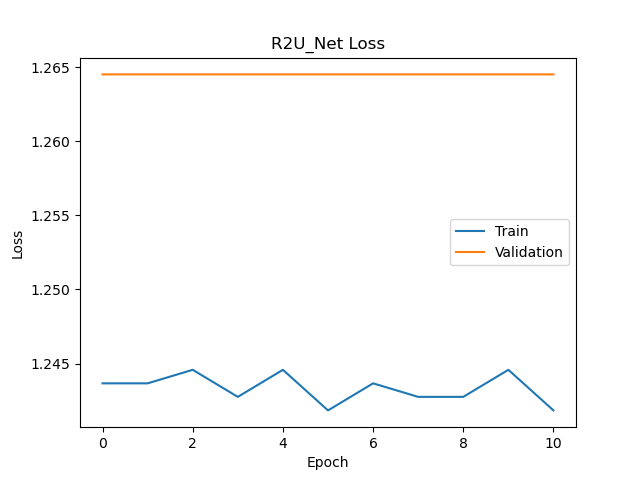 R2U_Net Loss
1.265
1.260
1.255
1.250
1.245
Loss
Train
Validation
0 2 4 6 8 10
Epoch